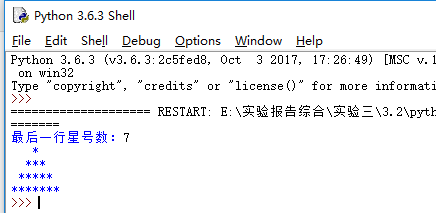 Python 3.6.3 Shell
File Edit Shell Debug Options Window Help
Python 3.6.3 (v3.6.3:2c5fed8, Oct  3 2017, 17:26:49) [MSC v.1
 on win32
Type "copyright", "credits" or "license()" for more informati
>>>
==================== RESTART: E:\实验报告综合\实验三\3.2\pyth
=======
最后一行星号数：7
   *
  ***
 *****
*******
>>>